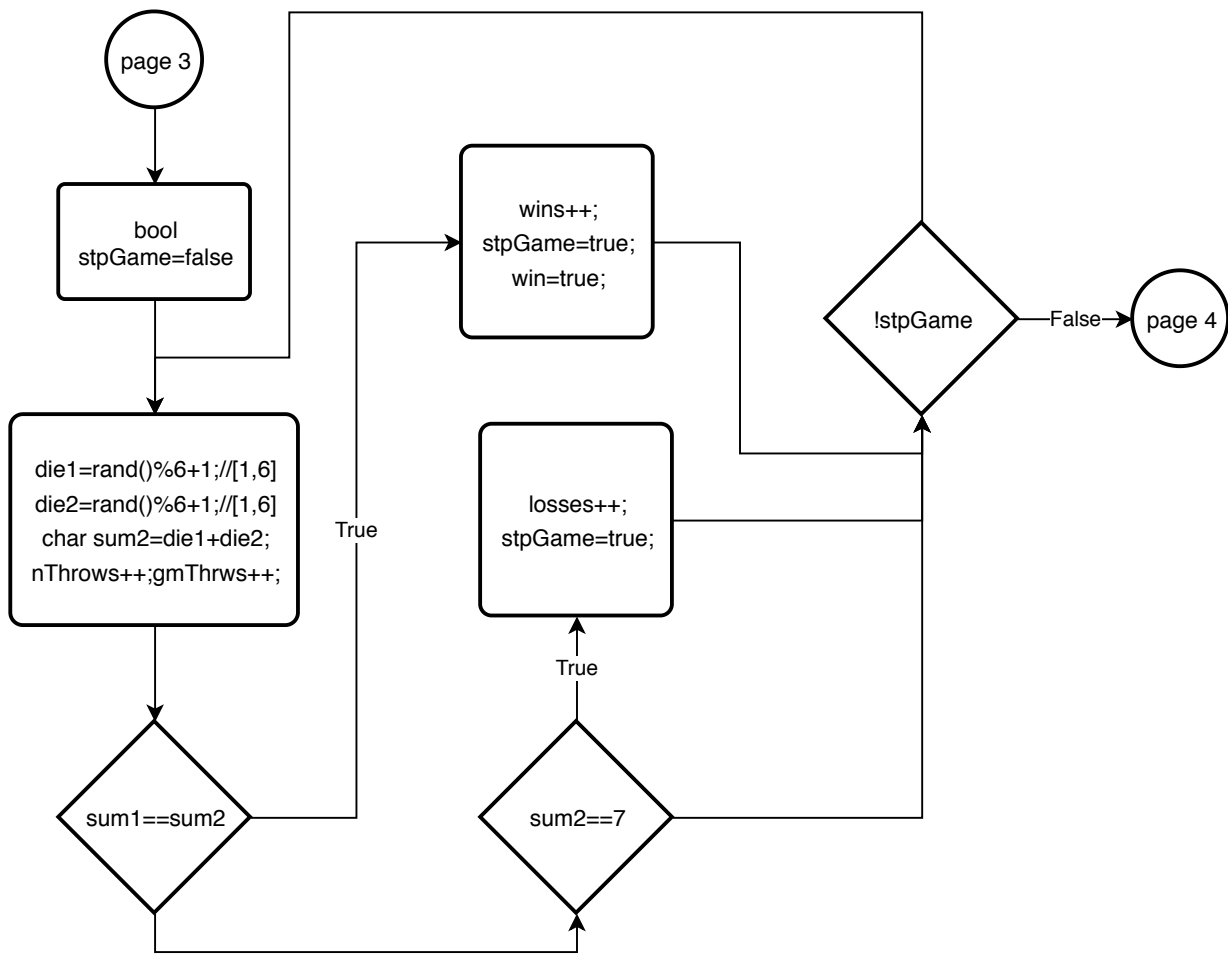 page 3
bool
stpGame=false
die1=rand()%6+1;//[1,6]
die2=rand()%6+1;//[1,6]
char sum2=die1+die2;
nThrows++;gmThrws++;
sum1==sum2
True
wins++;
stpGame=true;
win=true;
losses++;
stpGame=true;
True
sum2==7
!stpGame
False
page 4